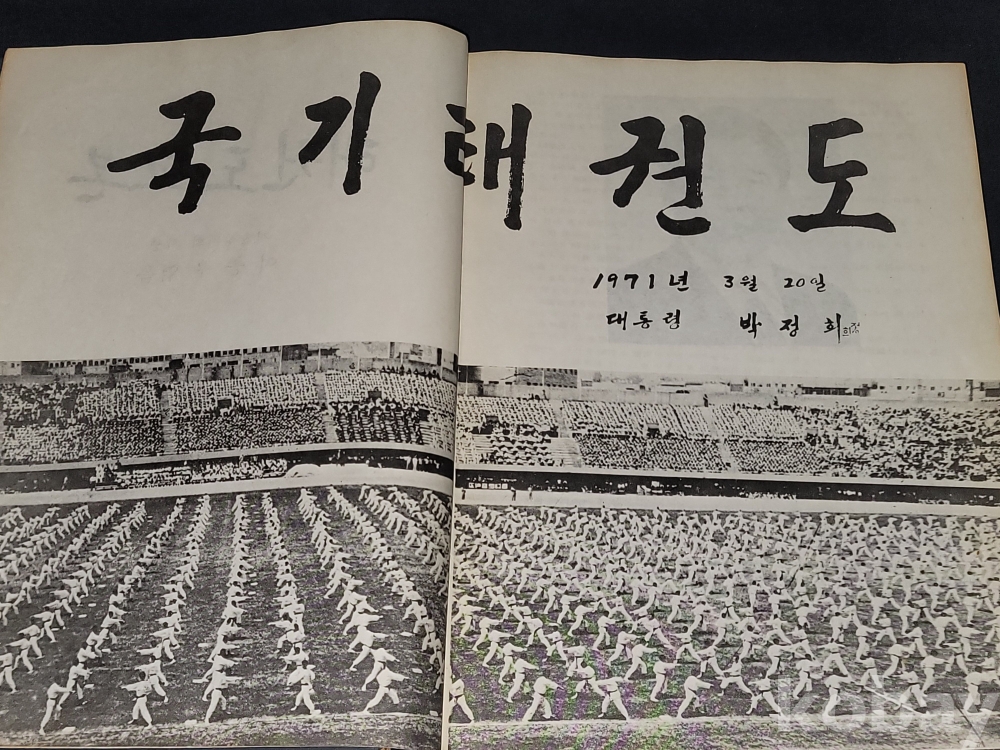 국기태권도
1971년 3월 20일
대통령 박정희